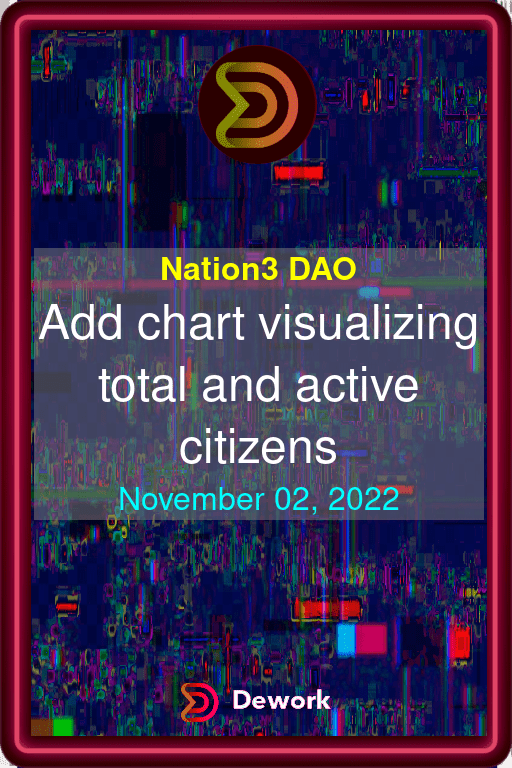 Nation3 DAO
Add chart visualizing
total and active
citizens
November 02, 2022
Dework